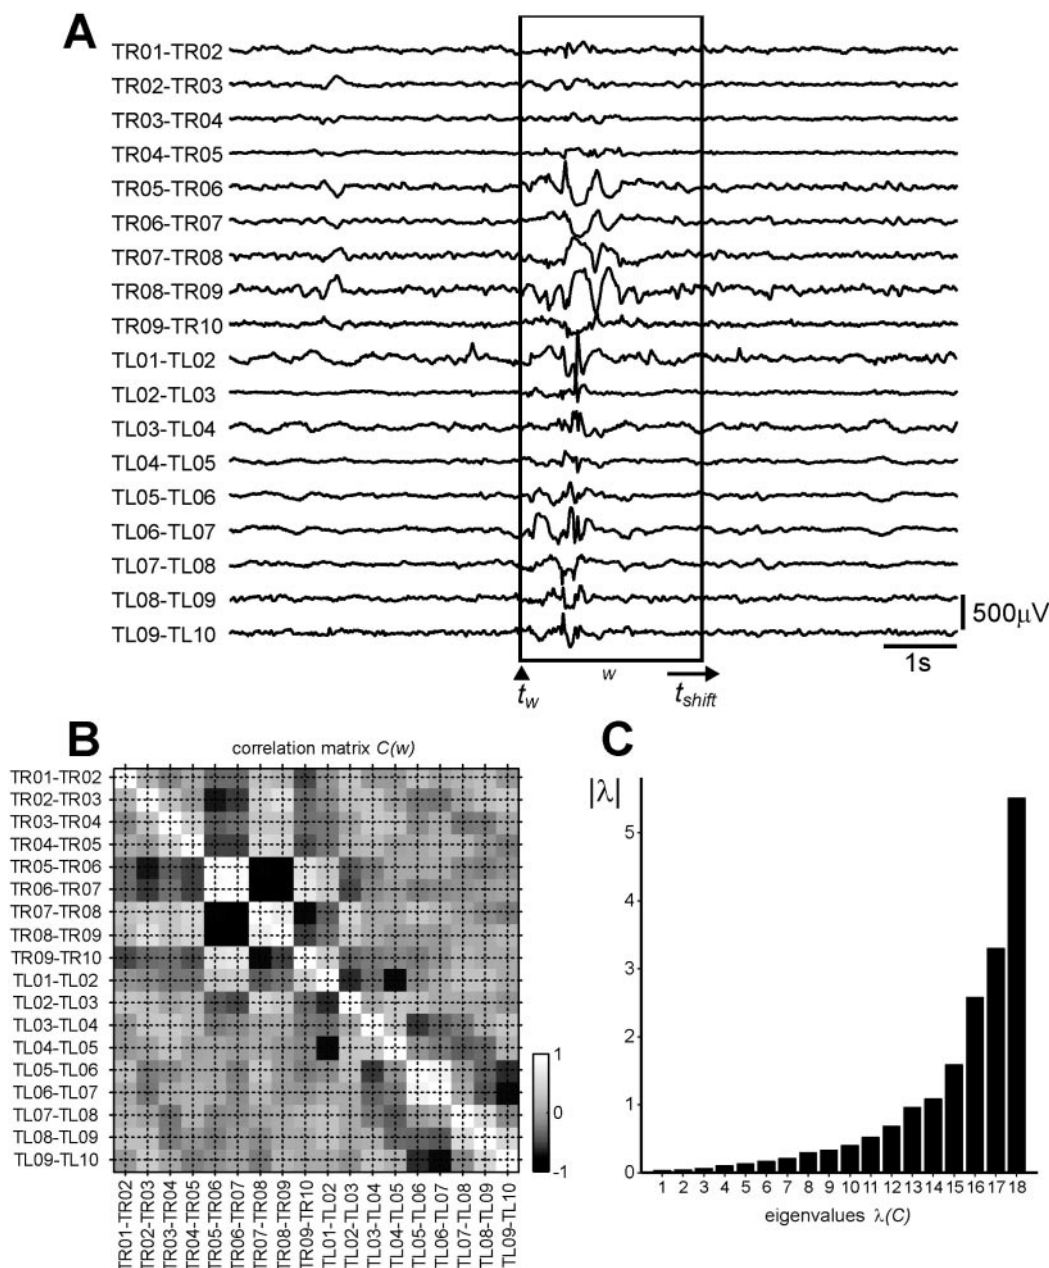 A
TR01-TR02
TR02-TR03
TR03-TR04
TR04-TR05
TR05-TR06
TR06-TR07
TR07-TR08
TR08-TR09
TR09-TR10
TL01-TL02
TL02-TL03
TL03-TL04
TL04-TL05
TL05-TL06
TL06-TL07
TL07-TL08
TL08-TL09
TL09-TL10
500μV
1s
w
t_w
t_shift
B
correlation matrix C(w)
TR01-TR02
TR02-TR03
TR03-TR04
TR04-TR05
TR05-TR06
TR06-TR07
TR07-TR08
TR08-TR09
TR09-TR10
TL01-TL02
TL02-TL03
TL03-TL04
TL04-TL05
TL05-TL06
TL06-TL07
TL07-TL08
TL08-TL09
TL09-TL10
1
0
-1
TR01-TR02
TR02-TR03
TR03-TR04
TR04-TR05
TR05-TR06
TR06-TR07
TR07-TR08
TR08-TR09
TR09-TR10
TL01-TL02
TL02-TL03
TL03-TL04
TL04-TL05
TL05-TL06
TL06-TL07
TL07-TL08
TL08-TL09
TL09-TL10
C
|λ|
5
4
3
2
1
0
1 2 3 4 5 6 7 8 9 10 11 12 13 14 15 16 17 18
eigenvalues λ(C)